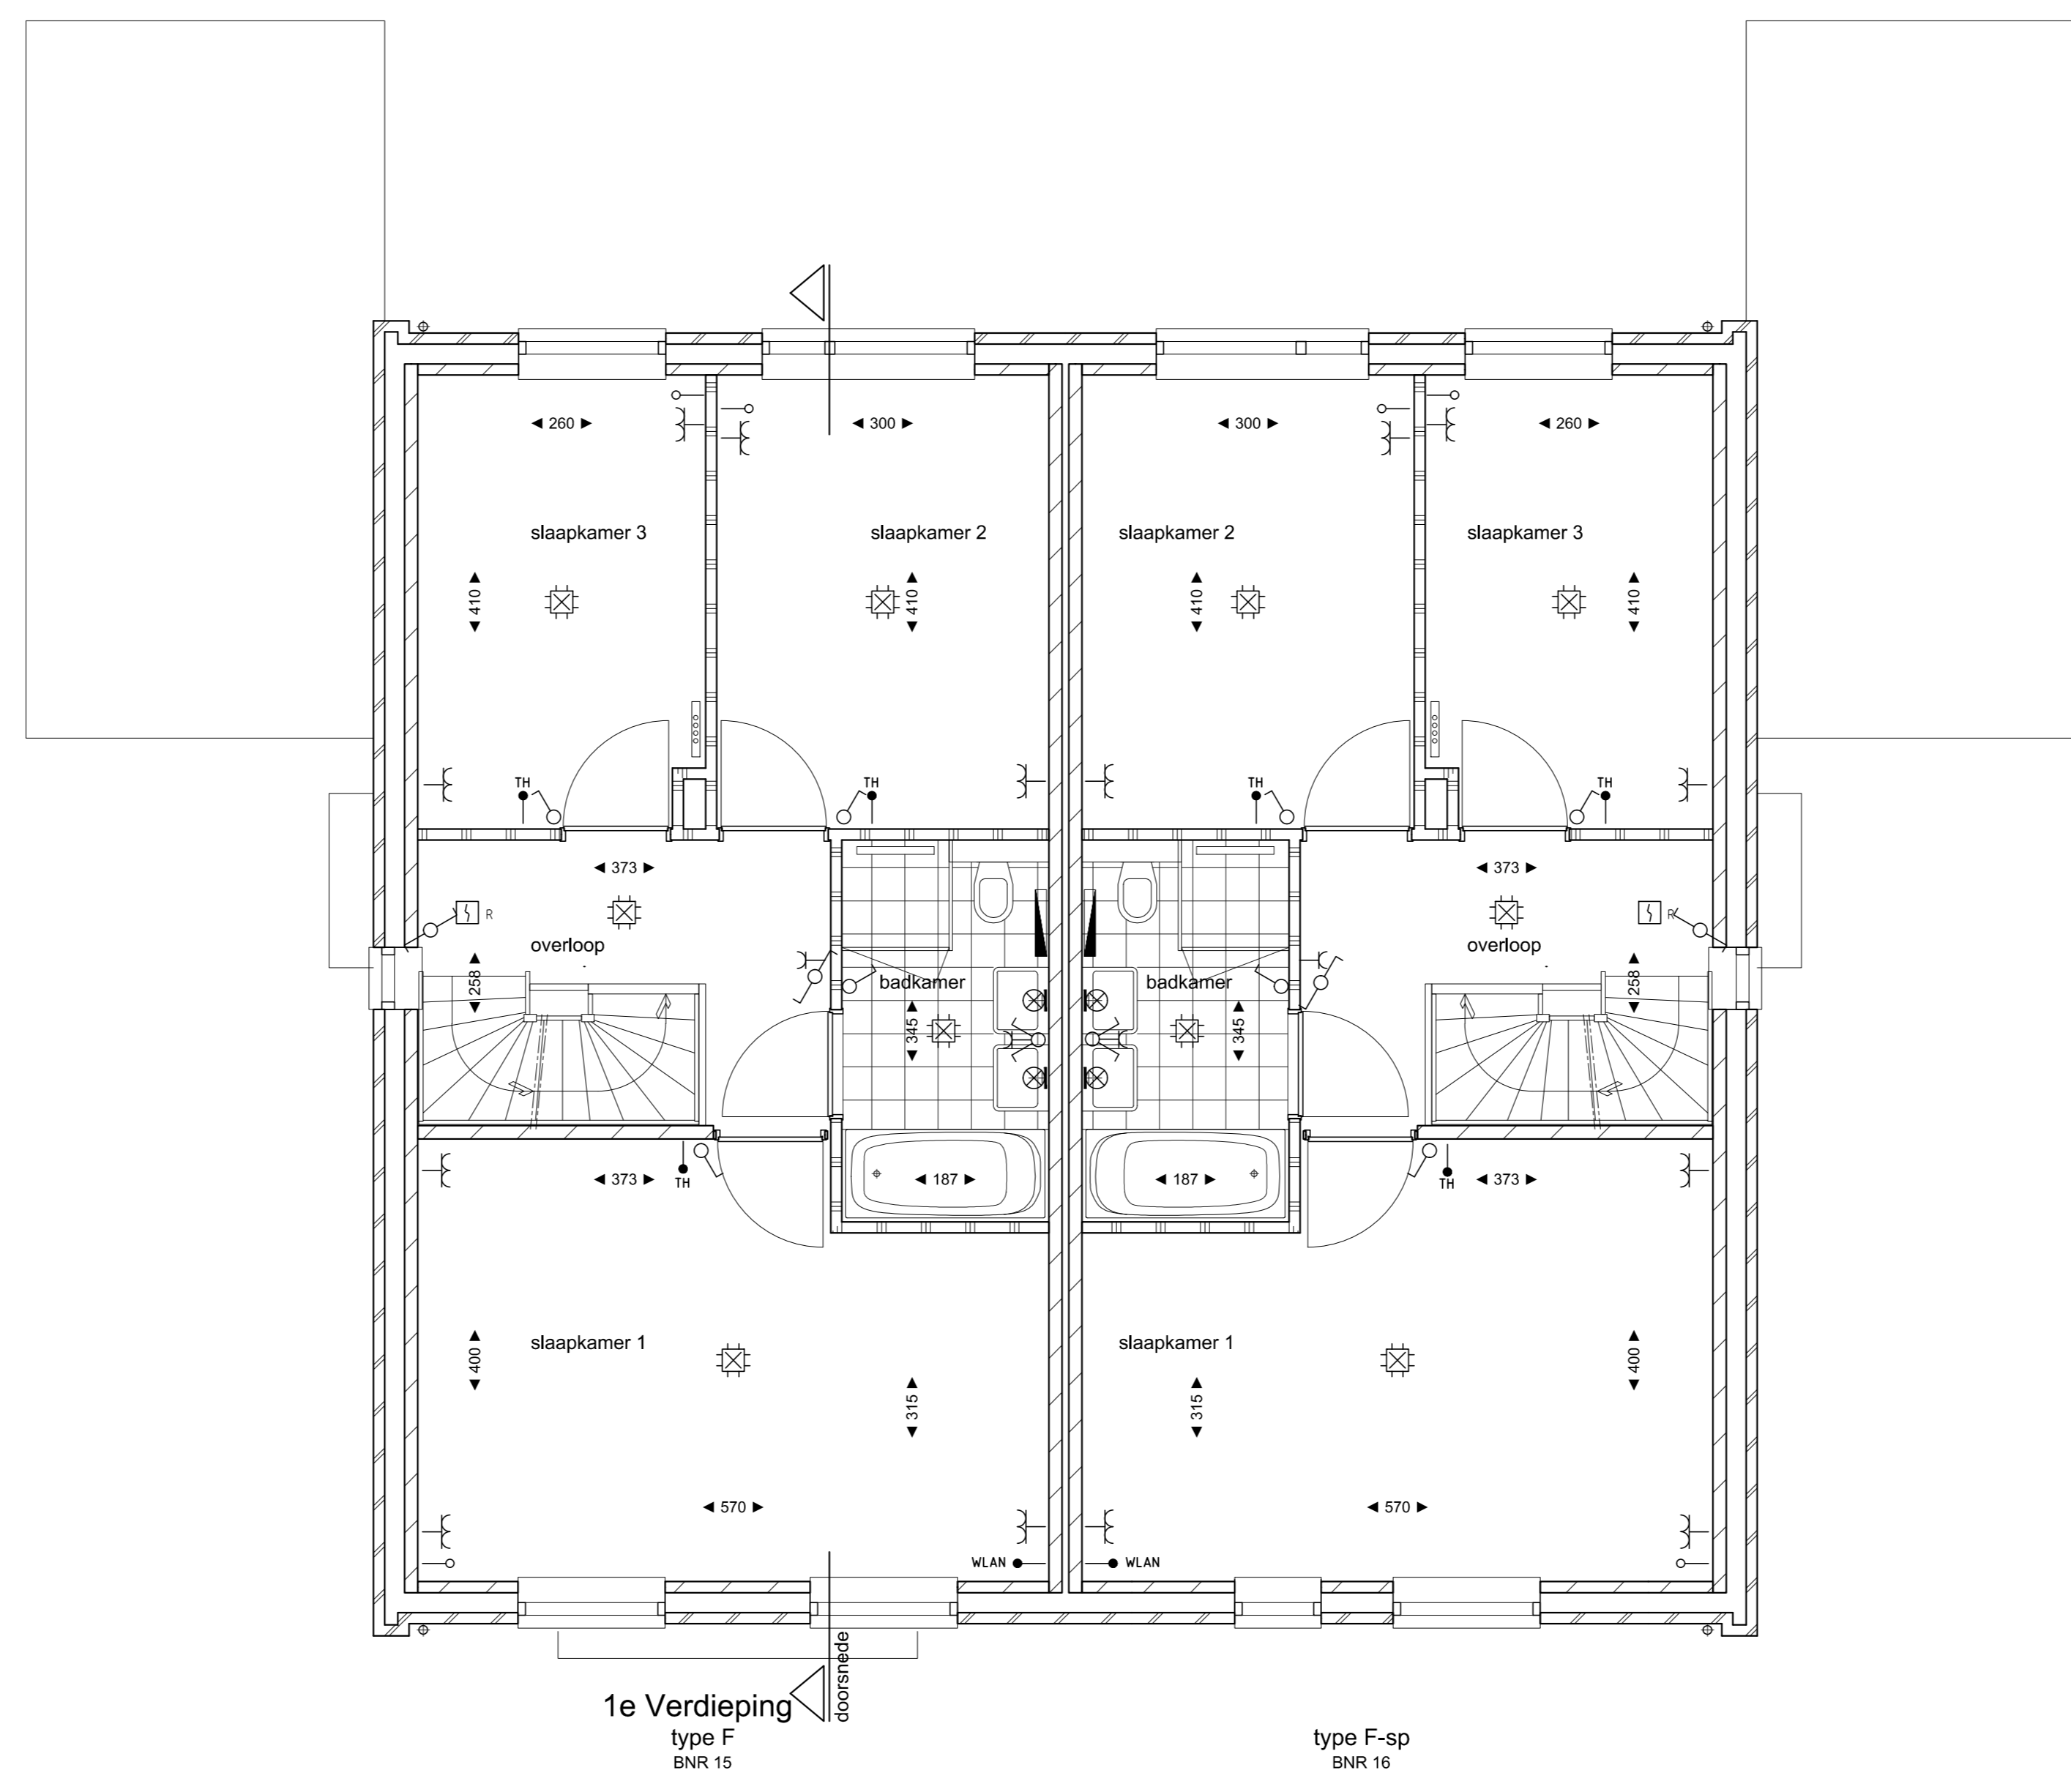 260
300
300
260
slaapkamer 3
slaapkamer 2
slaapkamer 2
slaapkamer 3
410
410
410
410
TH
TH
TH
TH
373
373
R
R
overloop
overloop
258
258
badkamer
badkamer
345
345
373
TH
187
187
TH
373
slaapkamer 1
slaapkamer 1
400
400
315
315
570
570
WLAN
WLAN
doorsnede
1e Verdieping
type F
type F-sp
BNR 15
BNR 16